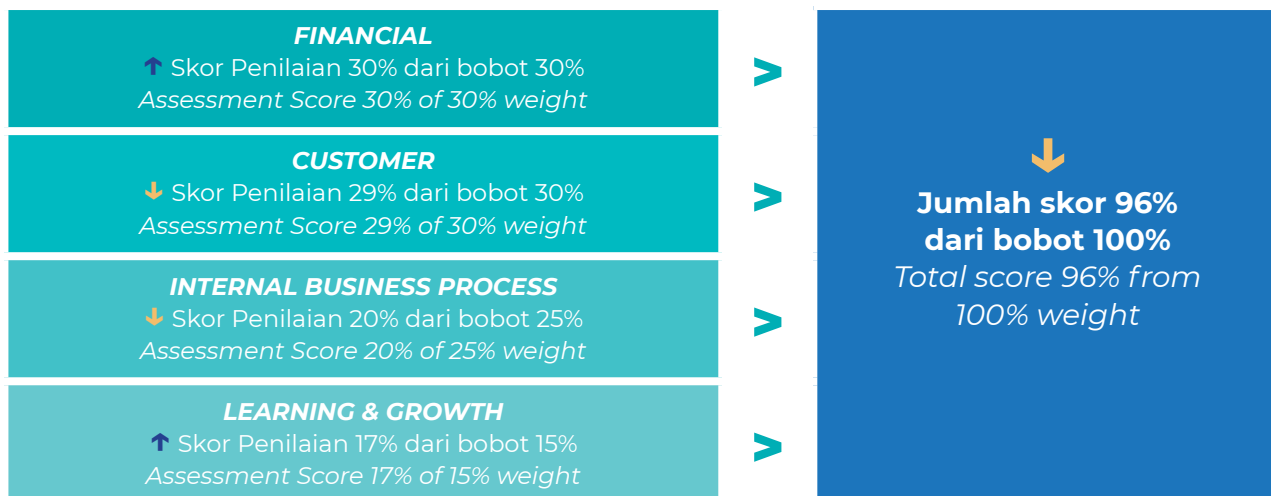 FINANCIAL
↑ Skor Penilaian 30% dari bobot 30%
Assessment Score 30% of 30% weight
>
CUSTOMER
↓ Skor Penilaian 29% dari bobot 30%
Assessment Score 29% of 30% weight
>
INTERNAL BUSINESS PROCESS
↓ Skor Penilaian 20% dari bobot 25%
Assessment Score 20% of 25% weight
>
LEARNING & GROWTH
↑ Skor Penilaian 17% dari bobot 15%
Assessment Score 17% of 15% weight
>
↓
Jumlah skor 96%
dari bobot 100%
Total score 96% from
100% weight